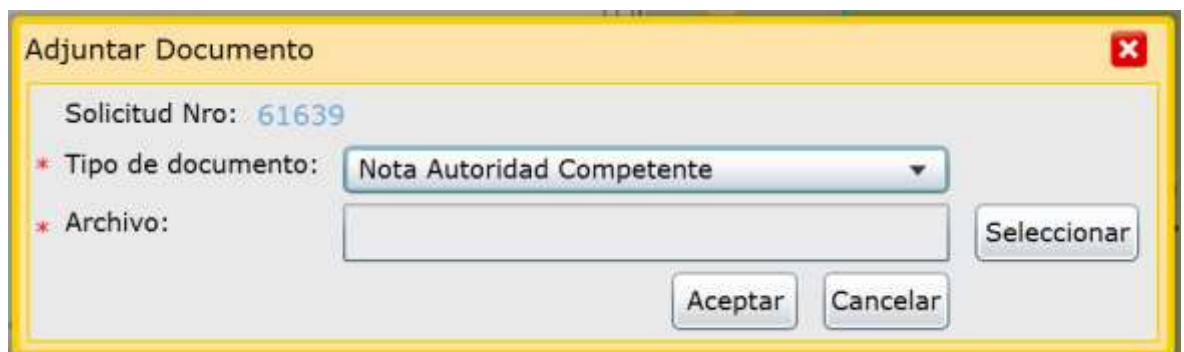 Adjuntar Documento
Solicitud Nro: 61639
* Tipo de documento: Nota Autoridad Competente
* Archivo: Seleccionar
Aceptar Cancelar